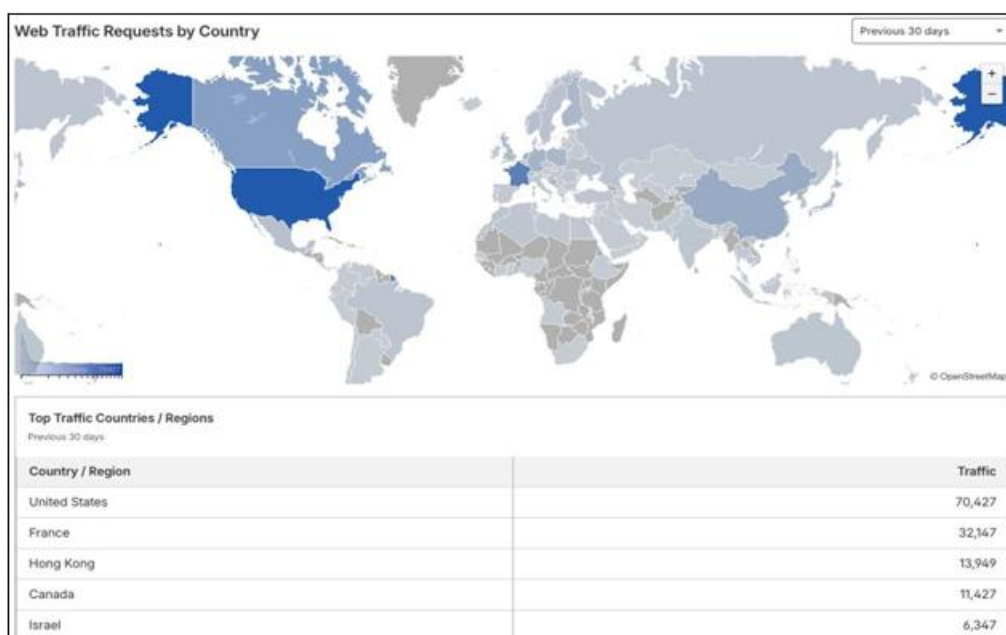 Web Traffic Requests by Country
Previous 30 days
+
−
© OpenStreetMap
Top Traffic Countries / Regions
Previous 30 days
Country / Region Traffic
United States 70,427
France 32,147
Hong Kong 13,949
Canada 11,427
Israel 6,347